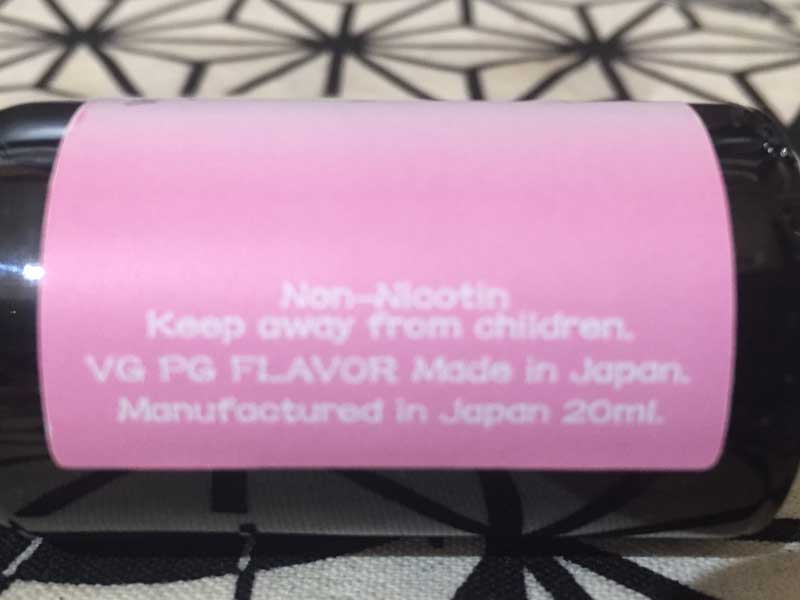 Non-Nicotin
Keep away from children.
VG PG FLAVOR Made in Japan.
Manufactured in Japan 20ml.